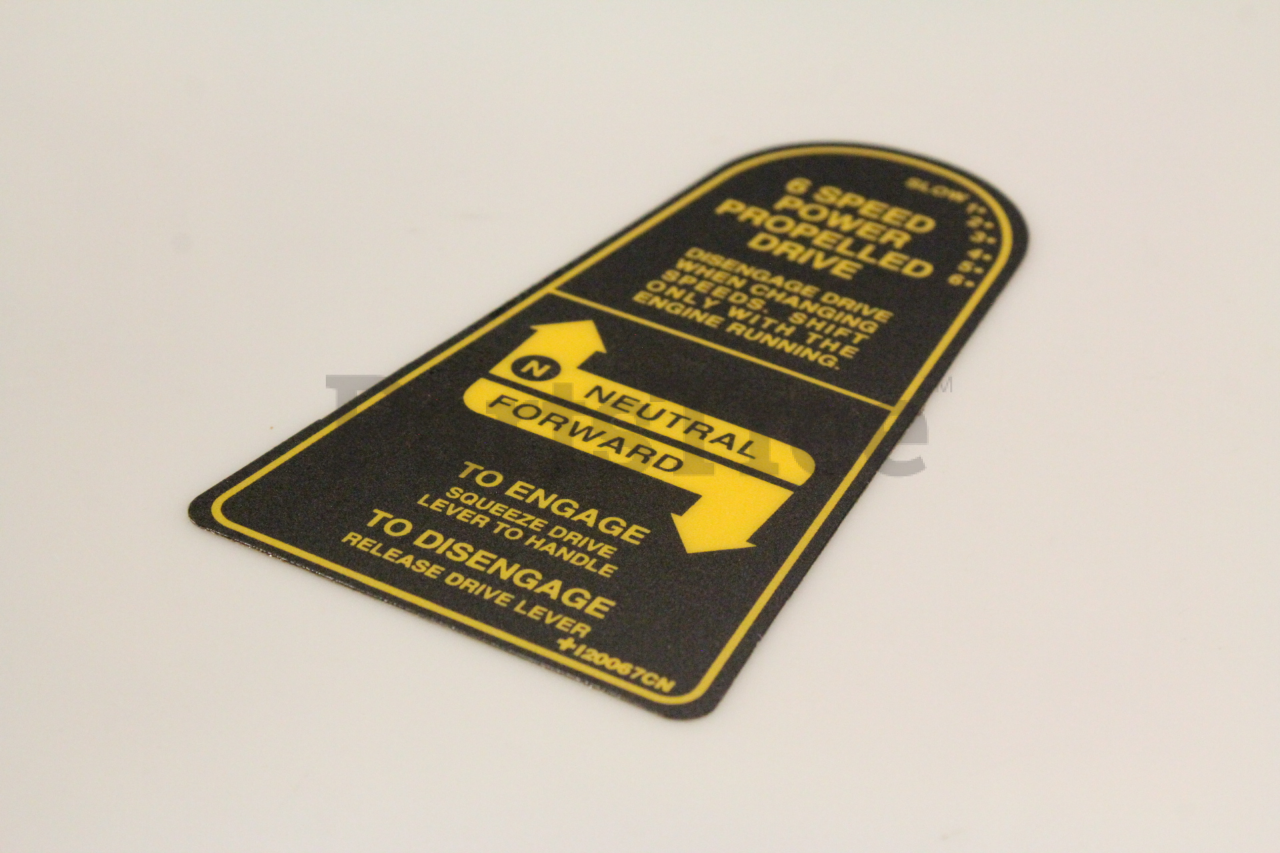 SLOW
1•
2•
3•
4•
5•
6•
6 SPEED
POWER
PROPELLED
DRIVE
DISENGAGE DRIVE
WHEN CHANGING
SPEEDS. SHIFT
ONLY WITH THE
ENGINE RUNNING.
N NEUTRAL
FORWARD
TO ENGAGE
SQUEEZE DRIVE
LEVER TO HANDLE
TO DISENGAGE
RELEASE DRIVE LEVER
+120067CN